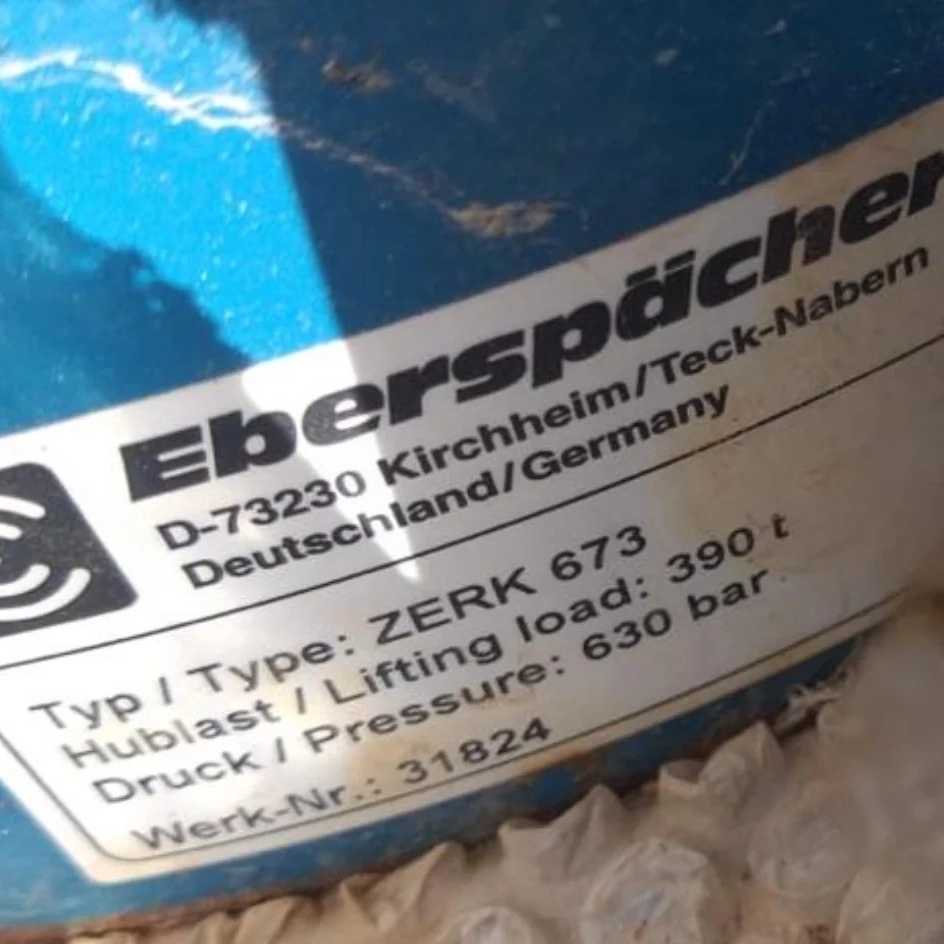 Eberspächer
D-73230 Kirchheim/Teck-Nabern
Deutschland/Germany
Typ / Type: ZERK 673
Hublast / Lifting load: 390 t
Druck / Pressure: 630 bar
Werk-Nr.: 31824